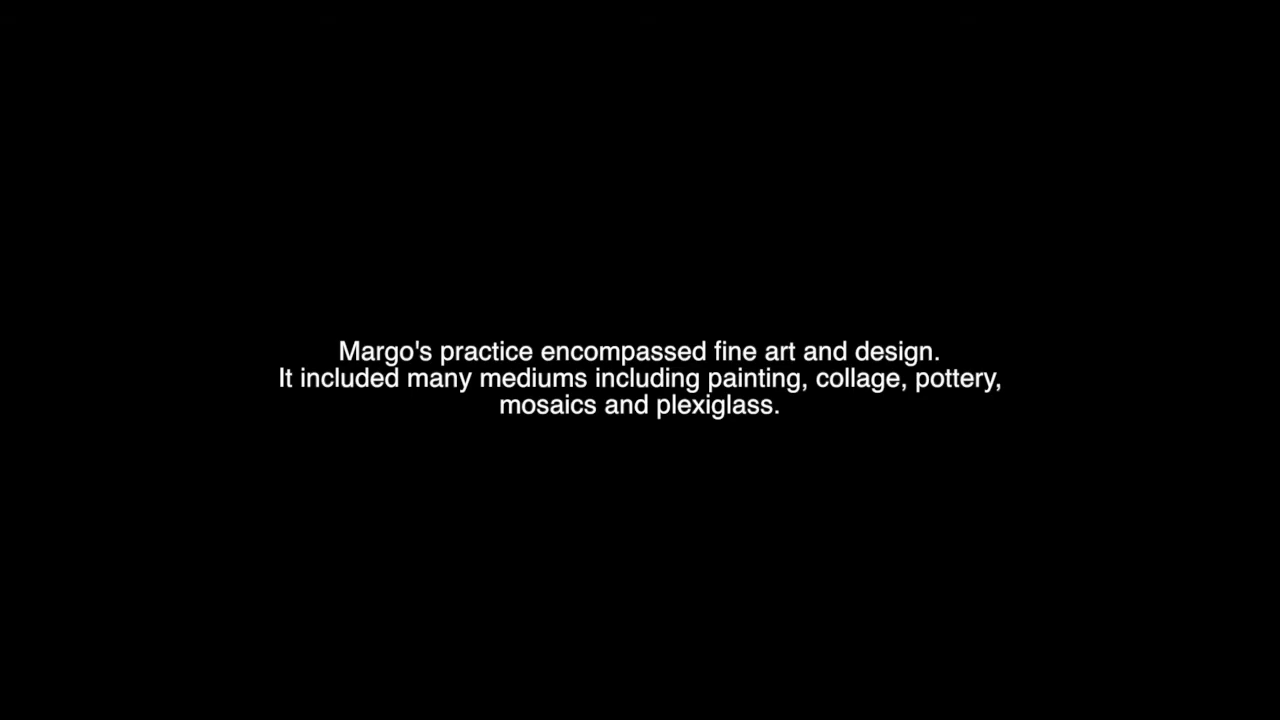 Margo's practice encompassed fine art and design.
It included many mediums including painting, collage, pottery,
mosaics and plexiglass.